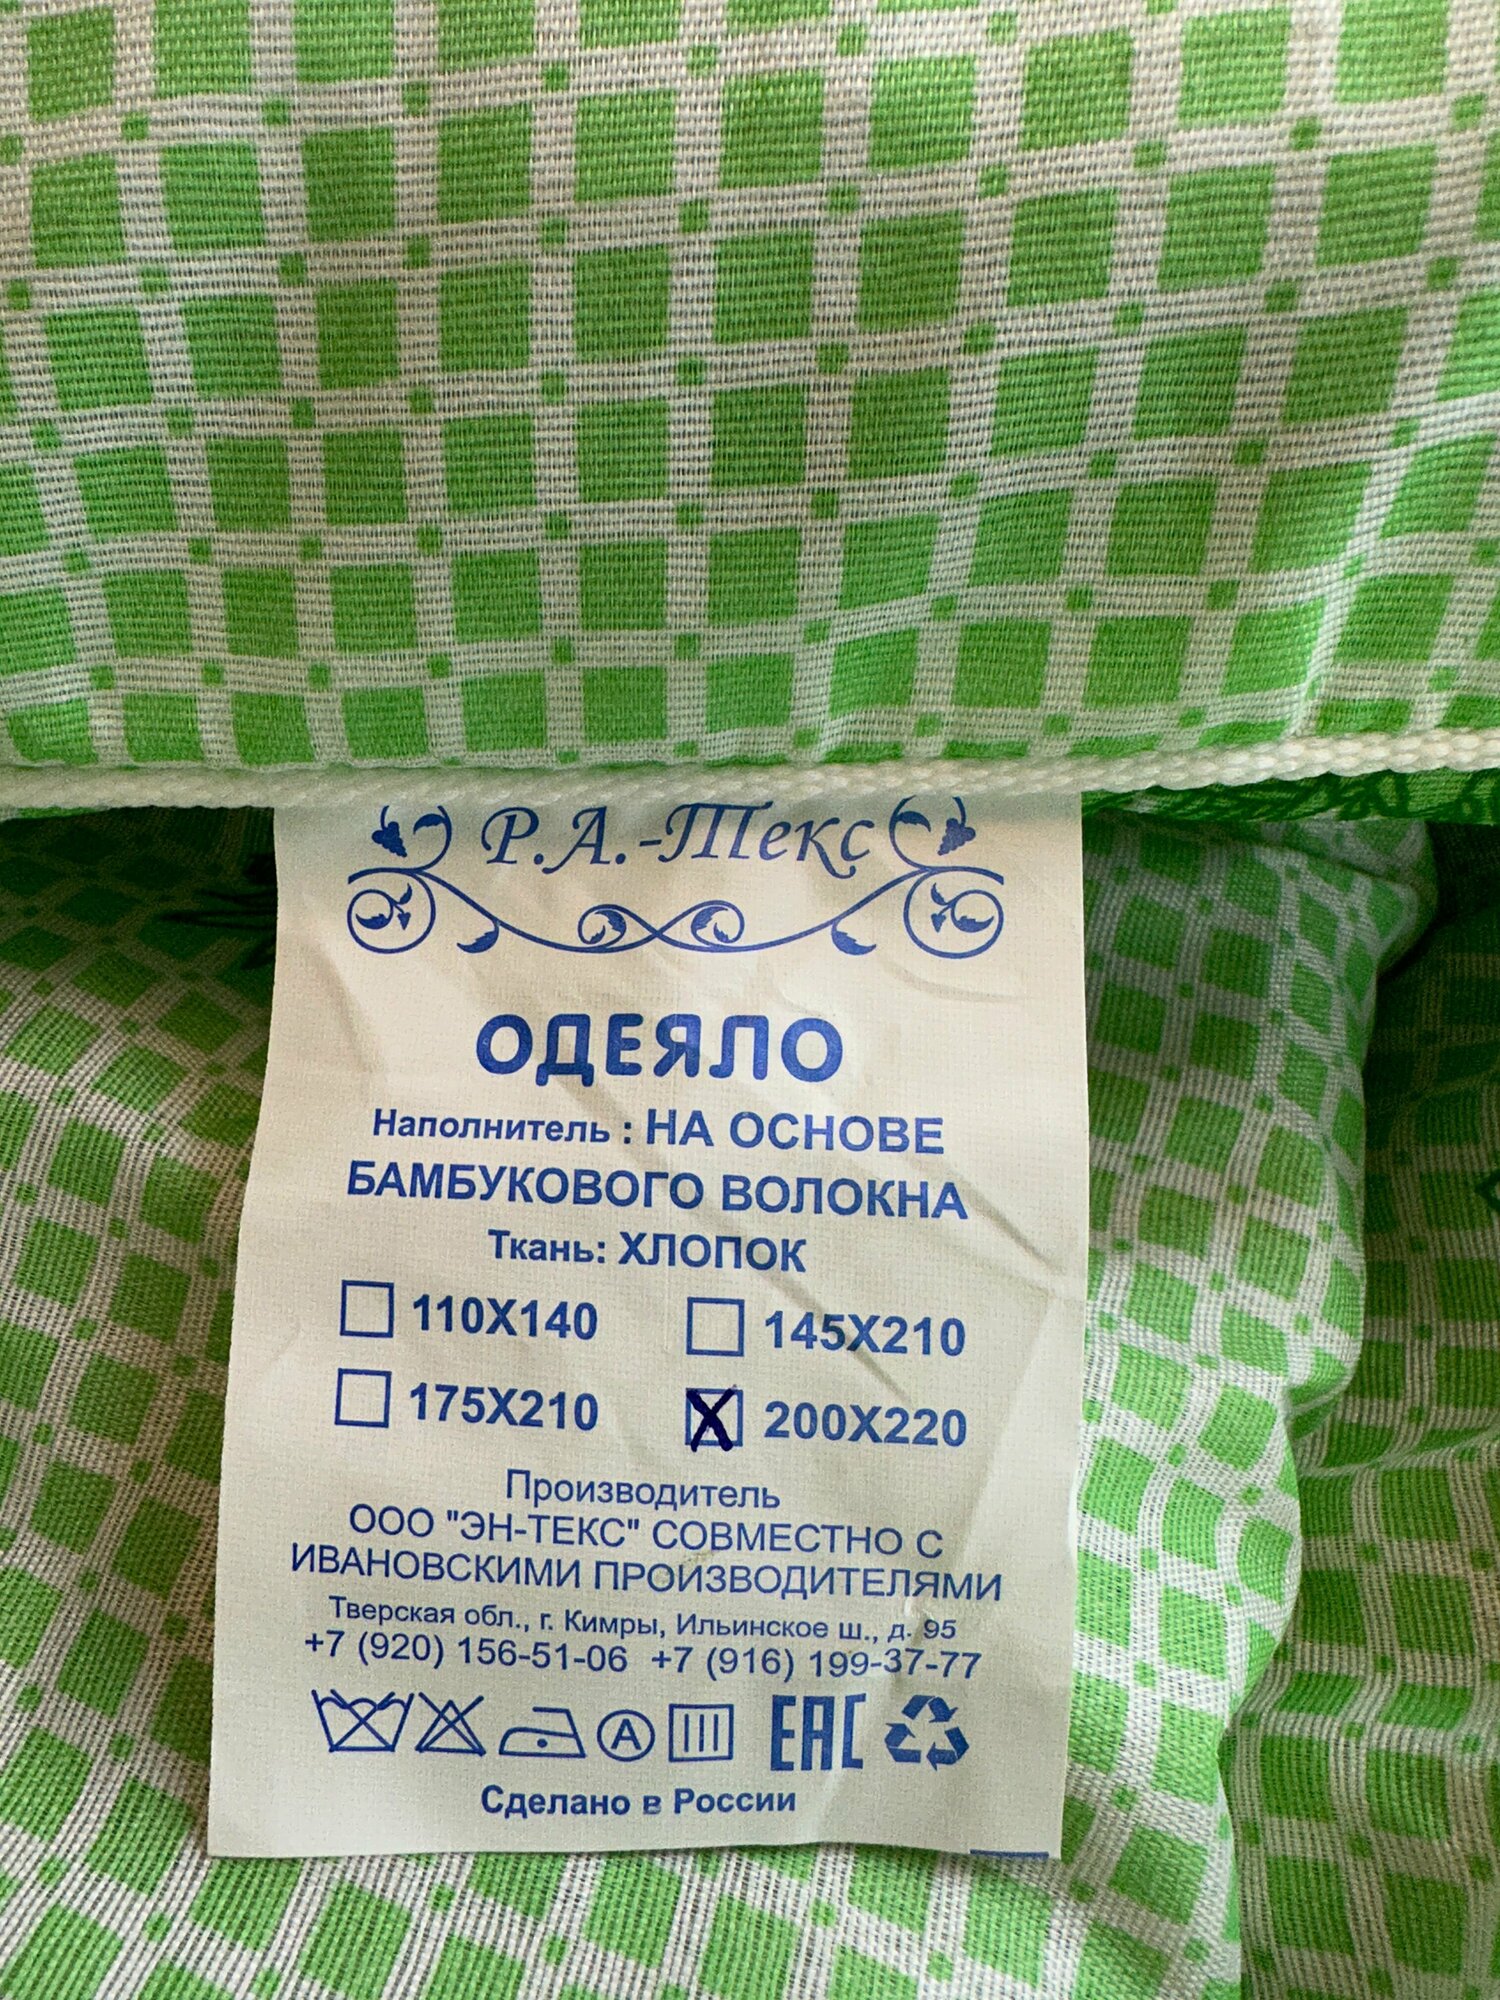 Р.А.-Текс
ОДЕЯЛО
Наполнитель : НА ОСНОВЕ
БАМБУКОВОГО ВОЛОКНА
Ткань: ХЛОПОК
110Х140 145Х210
175Х210 200Х220
Производитель
ООО "ЭН-ТЕКС" СОВМЕСТНО С
ИВАНОВСКИМИ ПРОИЗВОДИТЕЛЯМИ
Тверская обл., г. Кимры, Ильинское ш., д. 95
+7 (920) 156-51-06 +7 (916) 199-37-77
A EAC
Сделано в России